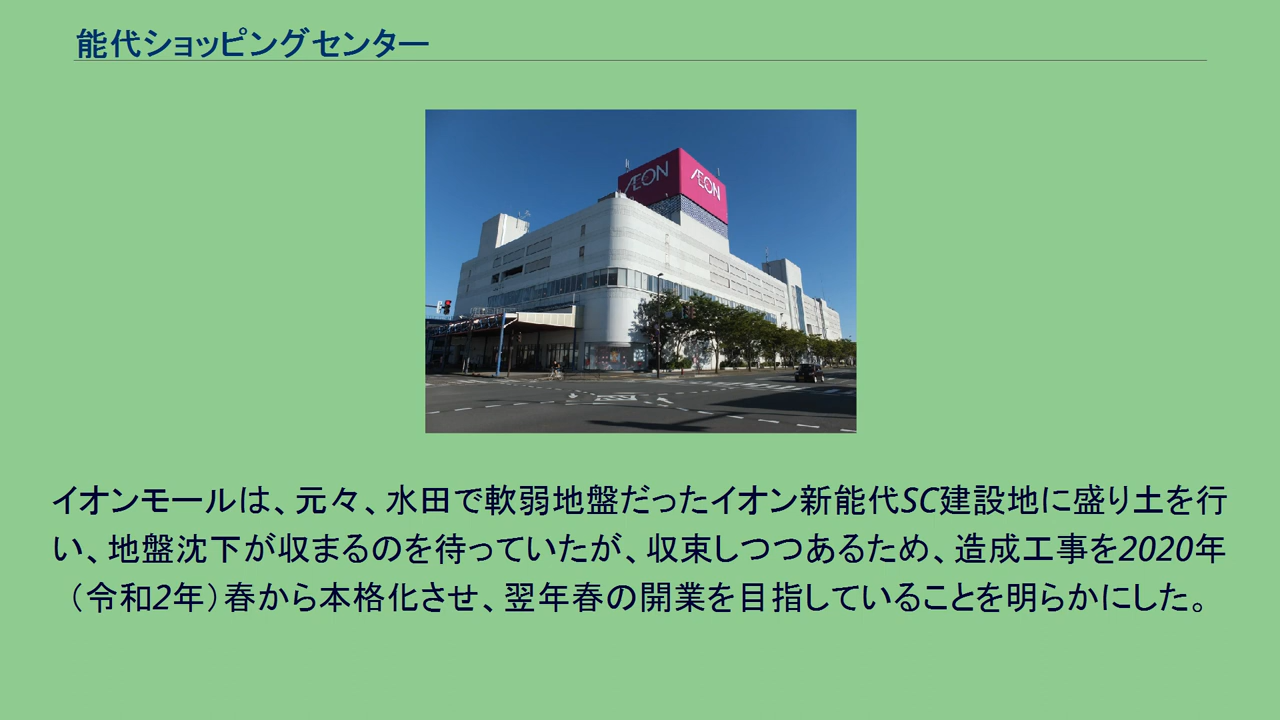 能代ショッピングセンター
ÆON
ÆON
イオンモールは、元々、水田で軟弱地盤だったイオン新能代SC建設地に盛り土を行
い、地盤沈下が収まるのを待っていたが、収束しつつあるため、造成工事を2020年
（令和2年）春から本格化させ、翌年春の開業を目指していることを明らかにした。